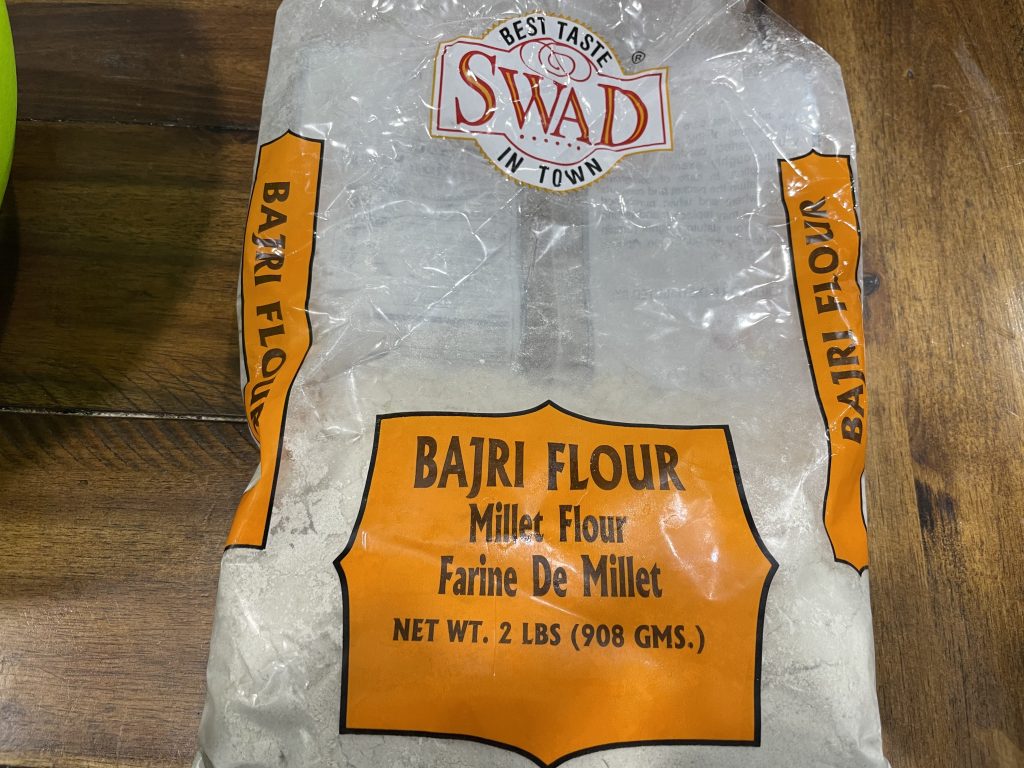 BEST TASTE
SWAD
®
IN TOWN
BAJRI FLOUR
BAJRI FLOUR
BAJRI FLOUR
Millet Flour
Farine De Millet
NET WT. 2 LBS (908 GMS.)